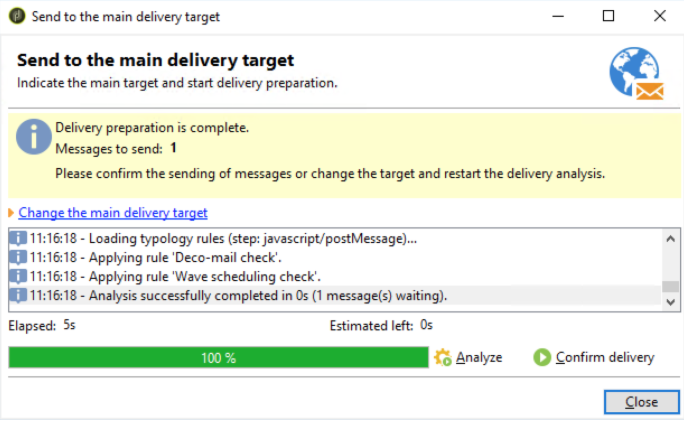 Send to the main delivery target
Send to the main delivery target
Indicate the main target and start delivery preparation.
Delivery preparation is complete.
Messages to send: 1
Please confirm the sending of messages or change the target and restart the delivery analysis.
Change the main delivery target
11:16:18 - Loading typology rules (step: javascript/postMessage)...
11:16:18 - Applying rule 'Deco-mail check'.
11:16:18 - Applying rule 'Wave scheduling check'.
11:16:18 - Analysis successfully completed in 0s (1 message(s) waiting).
Elapsed: 5s Estimated left: 0s
100 % Analyze Confirm delivery
Close